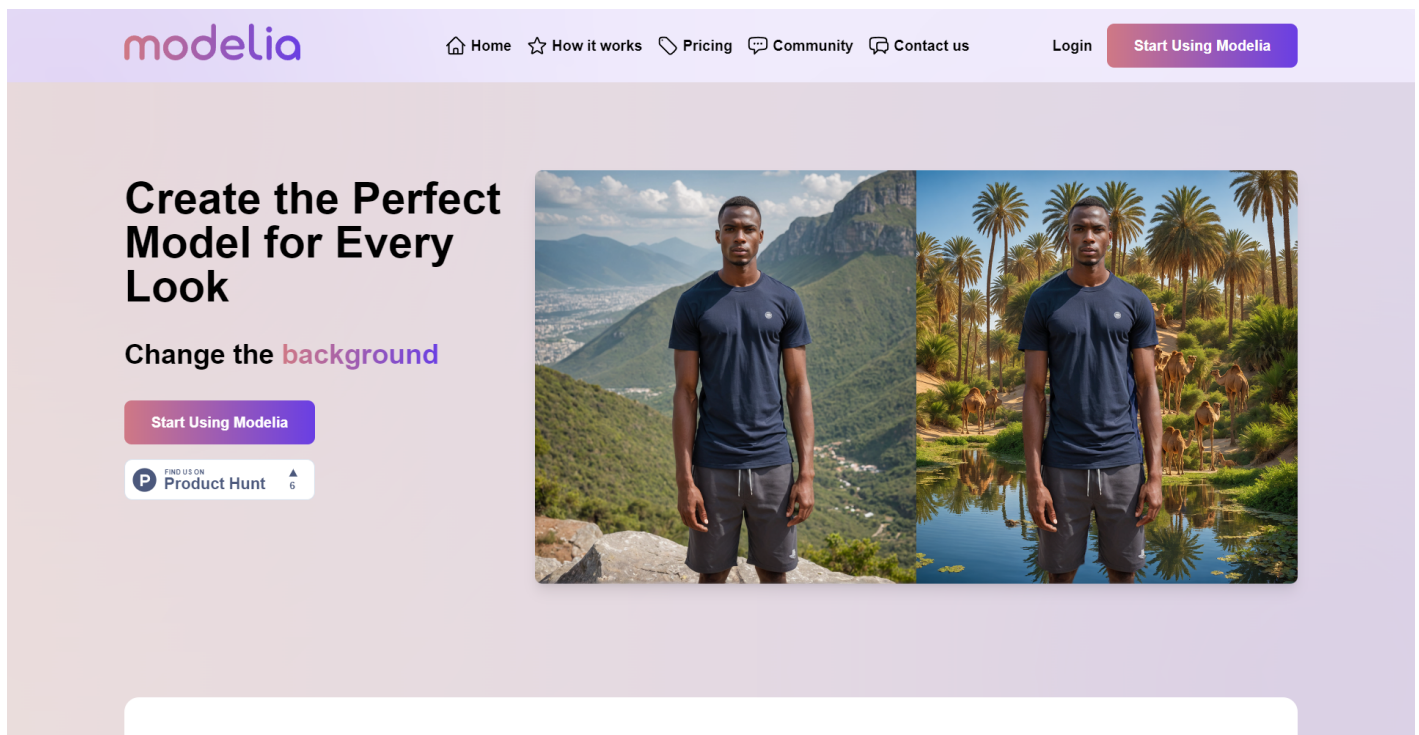 modelia
Home
How it works
Pricing
Community
Contact us
Login
Start Using Modelia
Create the Perfect
Model for Every
Look
Change the background
Start Using Modelia
FIND US ON
Product Hunt
6